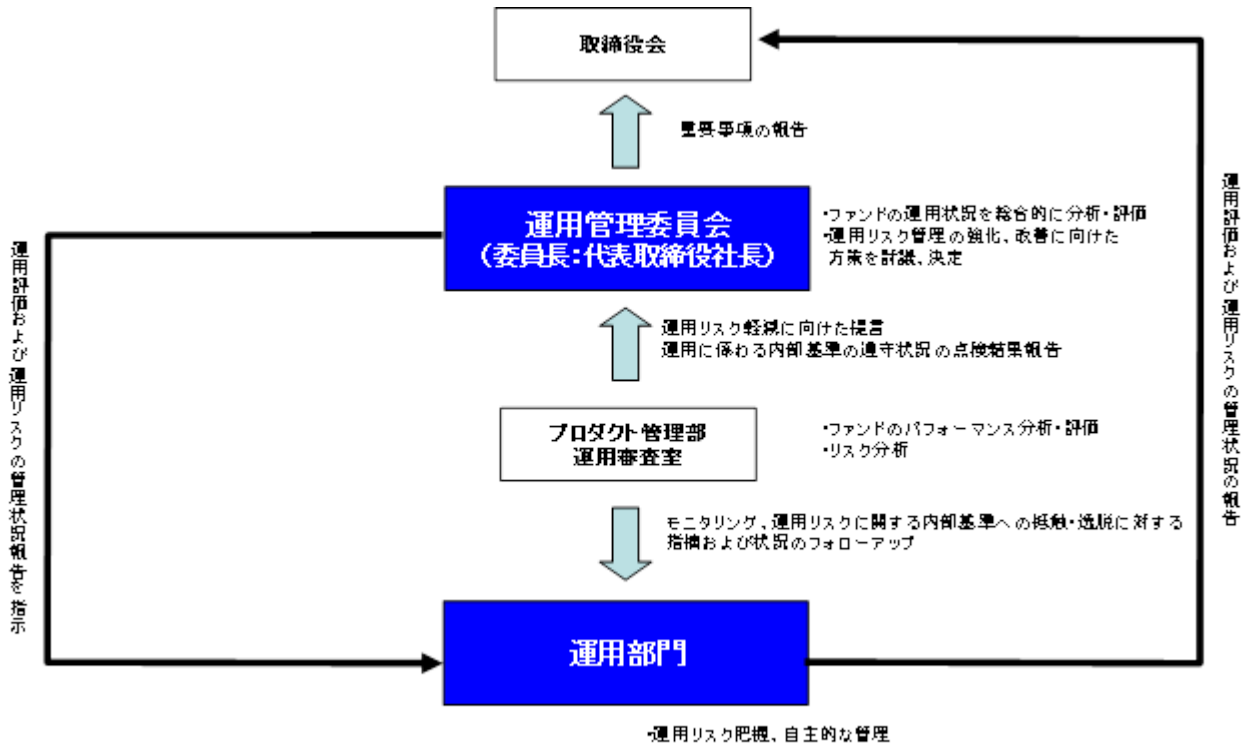 取締役会
重要事項の報告
運用管理委員会
(委員長:代表取締役社長)
・ファンドの運用状況を総合的に分析・評価
・運用リスク管理の強化、改善に向けた
方策を討議、決定
運用リスク軽減に向けた提言
運用に係わる内部基準の遵守状況の点検結果報告
プロダクト管理部
運用審査室
・ファンドのパフォーマンス分析・評価
・リスク分析
モニタリング、運用リスクに関する内部基準への抵触・逸脱に対する
指摘および状況のフォローアップ
運用部門
・運用リスク把握、自主的な管理
運用評価および運用リスクの管理状況報告を指示
運用評価および運用リスクの管理状況の報告